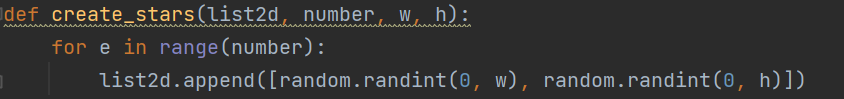 def create_stars(list2d, number, w, h):
    for e in range(number):
        list2d.append([random.randint(0, w), random.randint(0, h)])